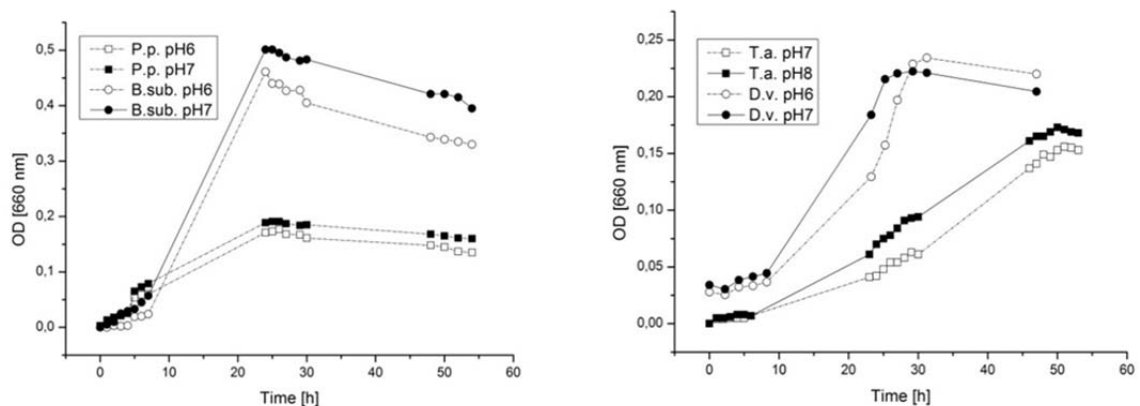 P.p. pH6
P.p. pH7
B.sub. pH6
B.sub. pH7
0,5
0,4
0,3
0,2
0,1
0,0
OD [660 nm]
0 10 20 30 40 50 60
Time [h]
T.a. pH7
T.a. pH8
D.v. pH6
D.v. pH7
0,25
0,20
0,15
0,10
0,05
0,00
OD [660 nm]
0 10 20 30 40 50 60
Time [h]